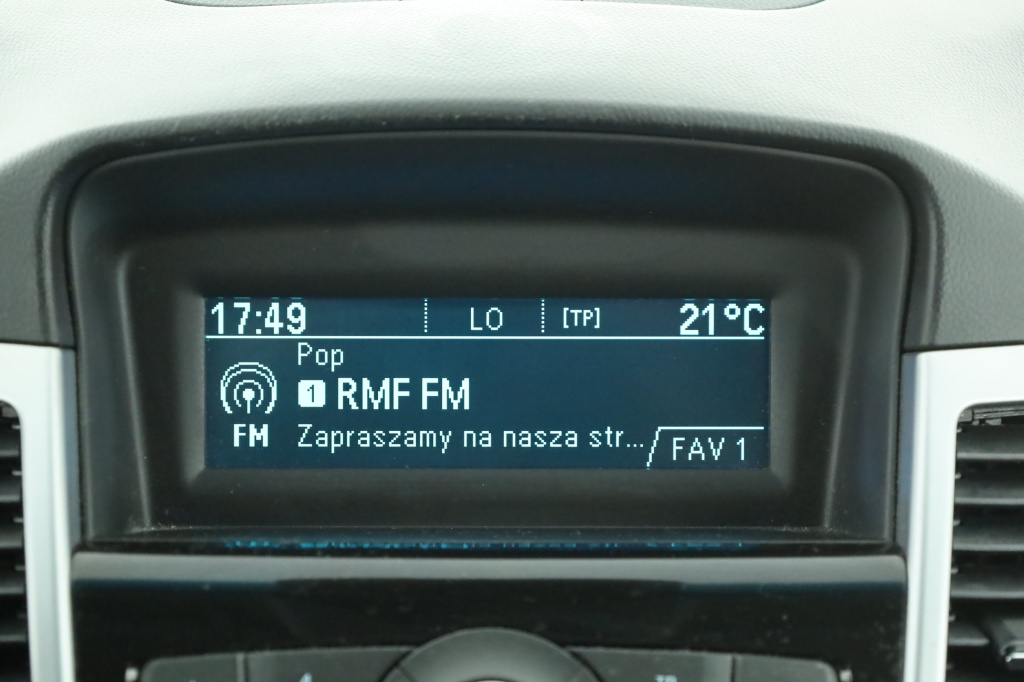 17:49 LO [TP] 21°C
Pop
1 RMF FM
FM Zapraszamy na nasza str... FAV 1